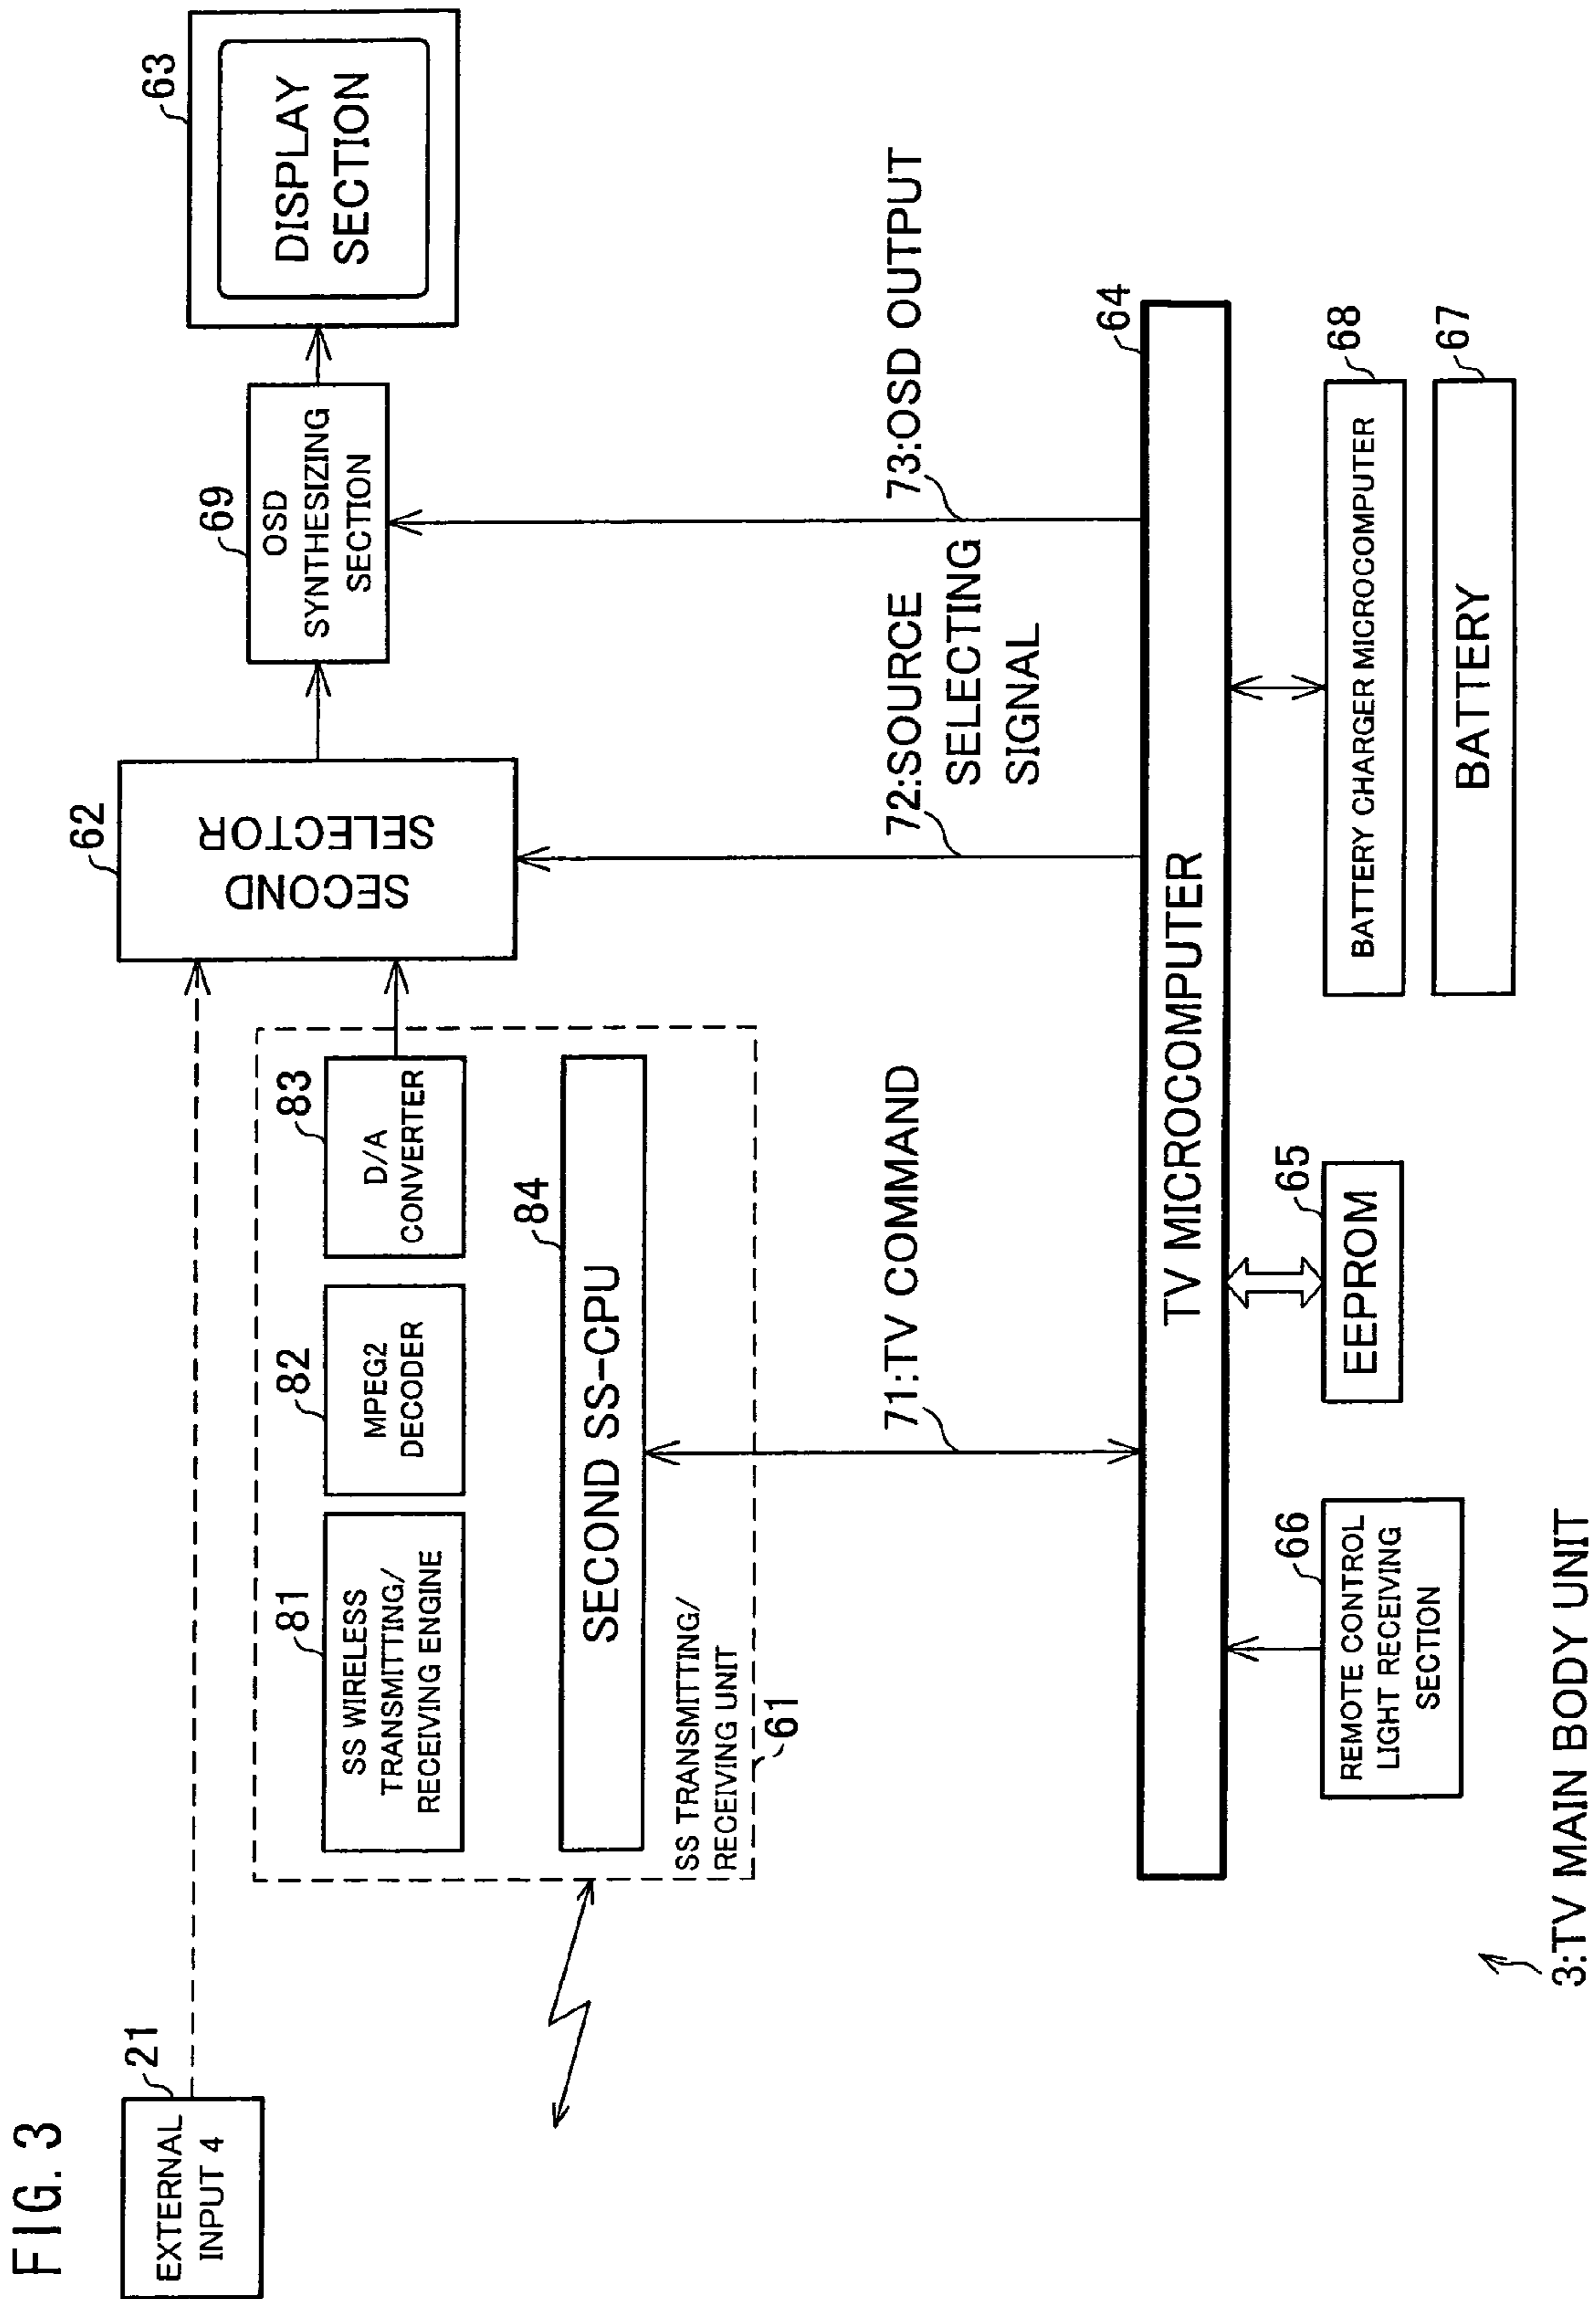 FIG. 3
21
EXTERNAL
INPUT 4
62
SECOND
SELECTOR
69
OSD
SYNTHESIZING
SECTION
63
DISPLAY
SECTION
81
SS WIRELESS
TRANSMITTING/
RECEIVING ENGINE
82
MPEG2
DECODER
83
D/A
CONVERTER
84
SECOND SS-CPU
SS TRANSMITTING/
RECEIVING UNIT
61
71:TV COMMAND
72:SOURCE
SELECTING
SIGNAL
73:OSD OUTPUT
64
TV MICROCOMPUTER
66
REMOTE CONTROL
LIGHT RECEIVING
SECTION
65
EEPROM
68
BATTERY CHARGER MICROCOMPUTER
67
BATTERY
3:TV MAIN BODY UNIT